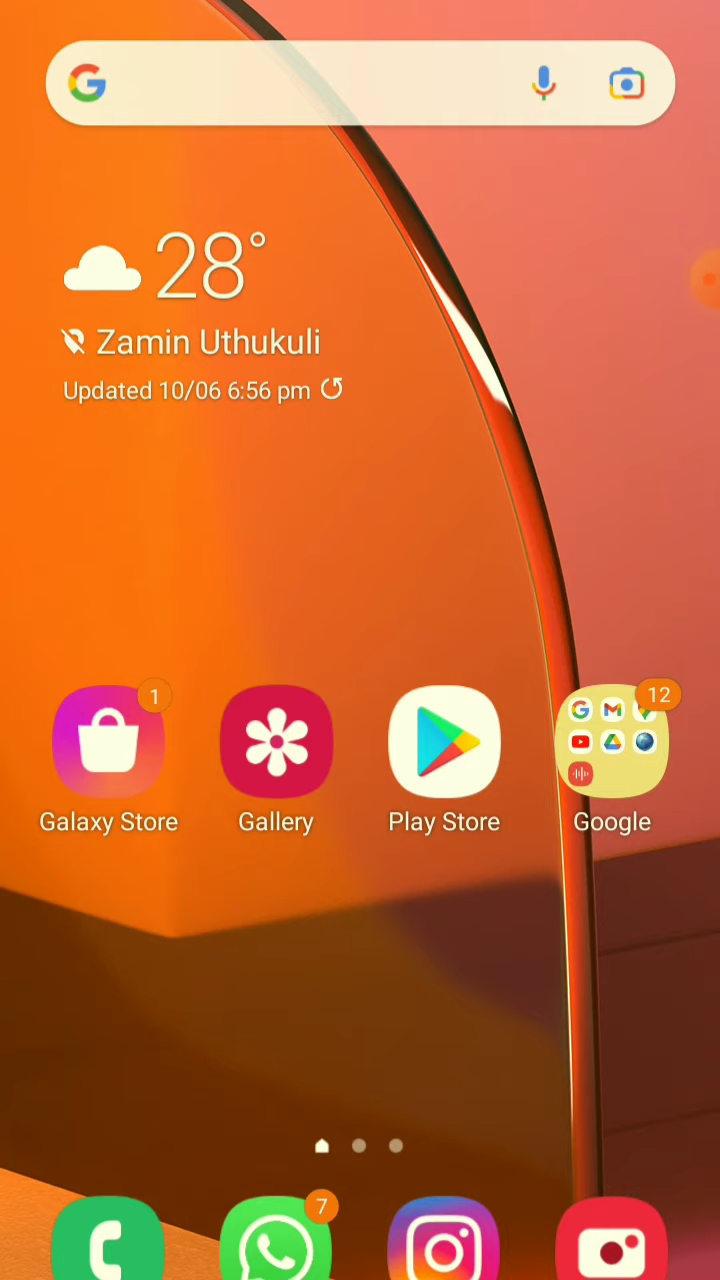 28°
Zamin Uthukuli
Updated 10/06 6:56 pm
1
12
Galaxy Store
Gallery
Play Store
Google
7